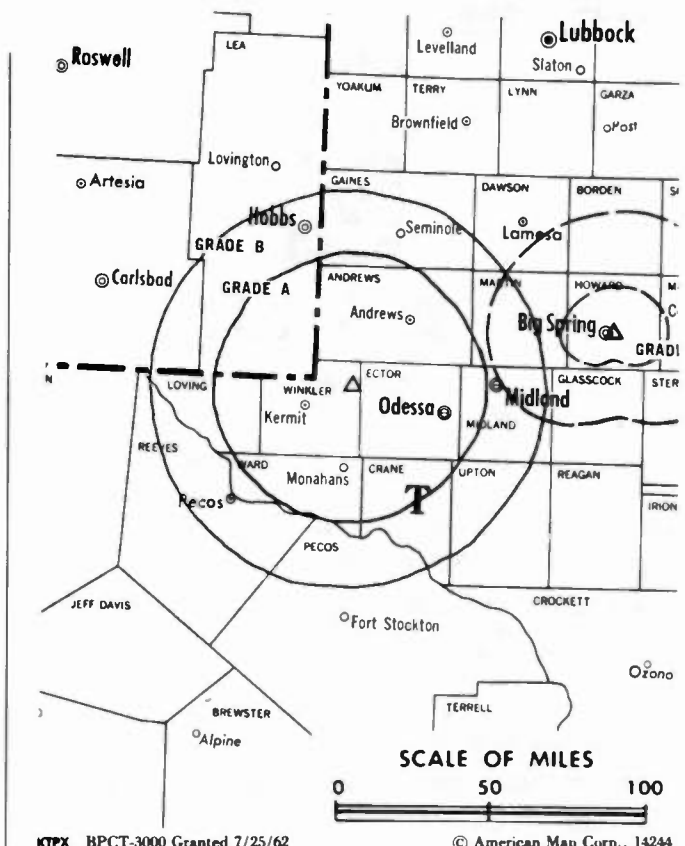 LEA
Levelland
Lubbock
Roswell
Slaton
YOAKUM
TERRY
LYNN
GARZA
Brownfield
Post
Lovington
Artesia
GAINES
DAWSON
BORDEN
Hobbs
Seminole
Lamesa
GRADE B
Carlsbad
GRADE A
ANDREWS
MARTIN
HOWARD
Andrews
Big Spring
GRADE
LOVING
WINKLER
ECTOR
GLASSCOCK
STER
Kermit
Odessa
Midland
MIDLAND
REEVES
WARD
Monahans
CRANE
UPTON
REAGAN
T
Pecos
IRION
PECOS
JEFF DAVIS
CROCKETT
Fort Stockton
Ozona
TERRELL
BREWSTER
Alpine
SCALE OF MILES
0 50 100
KTPX BPCT-3000 Granted 7/25/62
© American Map Corp., 14244